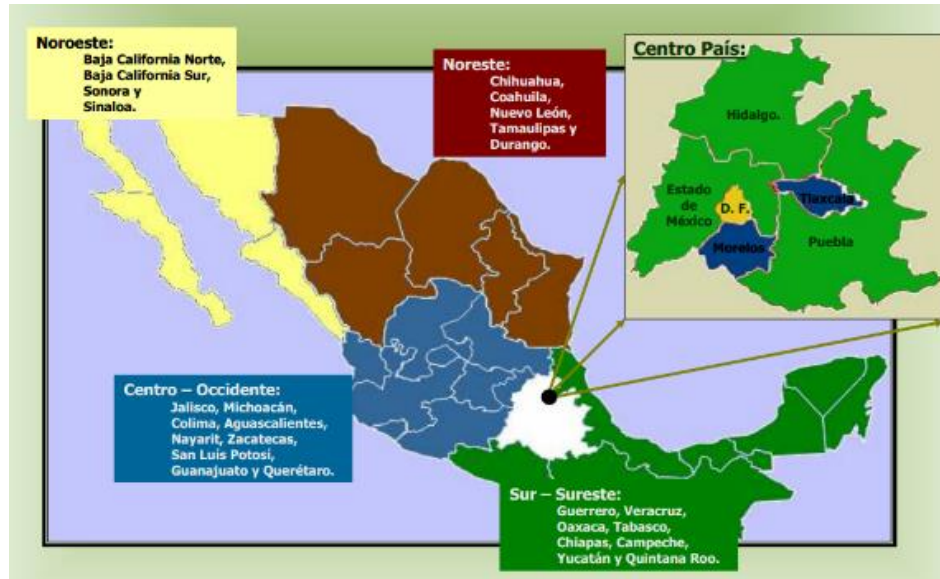 Noroeste:
Baja California Norte,
Baja California Sur,
Sonora y
Sinaloa.
Noreste:
Chihuahua,
Coahuila,
Nuevo León,
Tamaulipas y
Durango.
Centro País:
Hidalgo.
Estado
de
México
D. F.
Tlaxcala
Morelos
Puebla
Centro – Occidente:
Jalisco, Michoacán,
Colima, Aguascalientes,
Nayarit, Zacatecas,
San Luis Potosí,
Guanajuato y Querétaro.
Sur – Sureste:
Guerrero, Veracruz,
Oaxaca, Tabasco,
Chiapas, Campeche,
Yucatán y Quintana Roo.